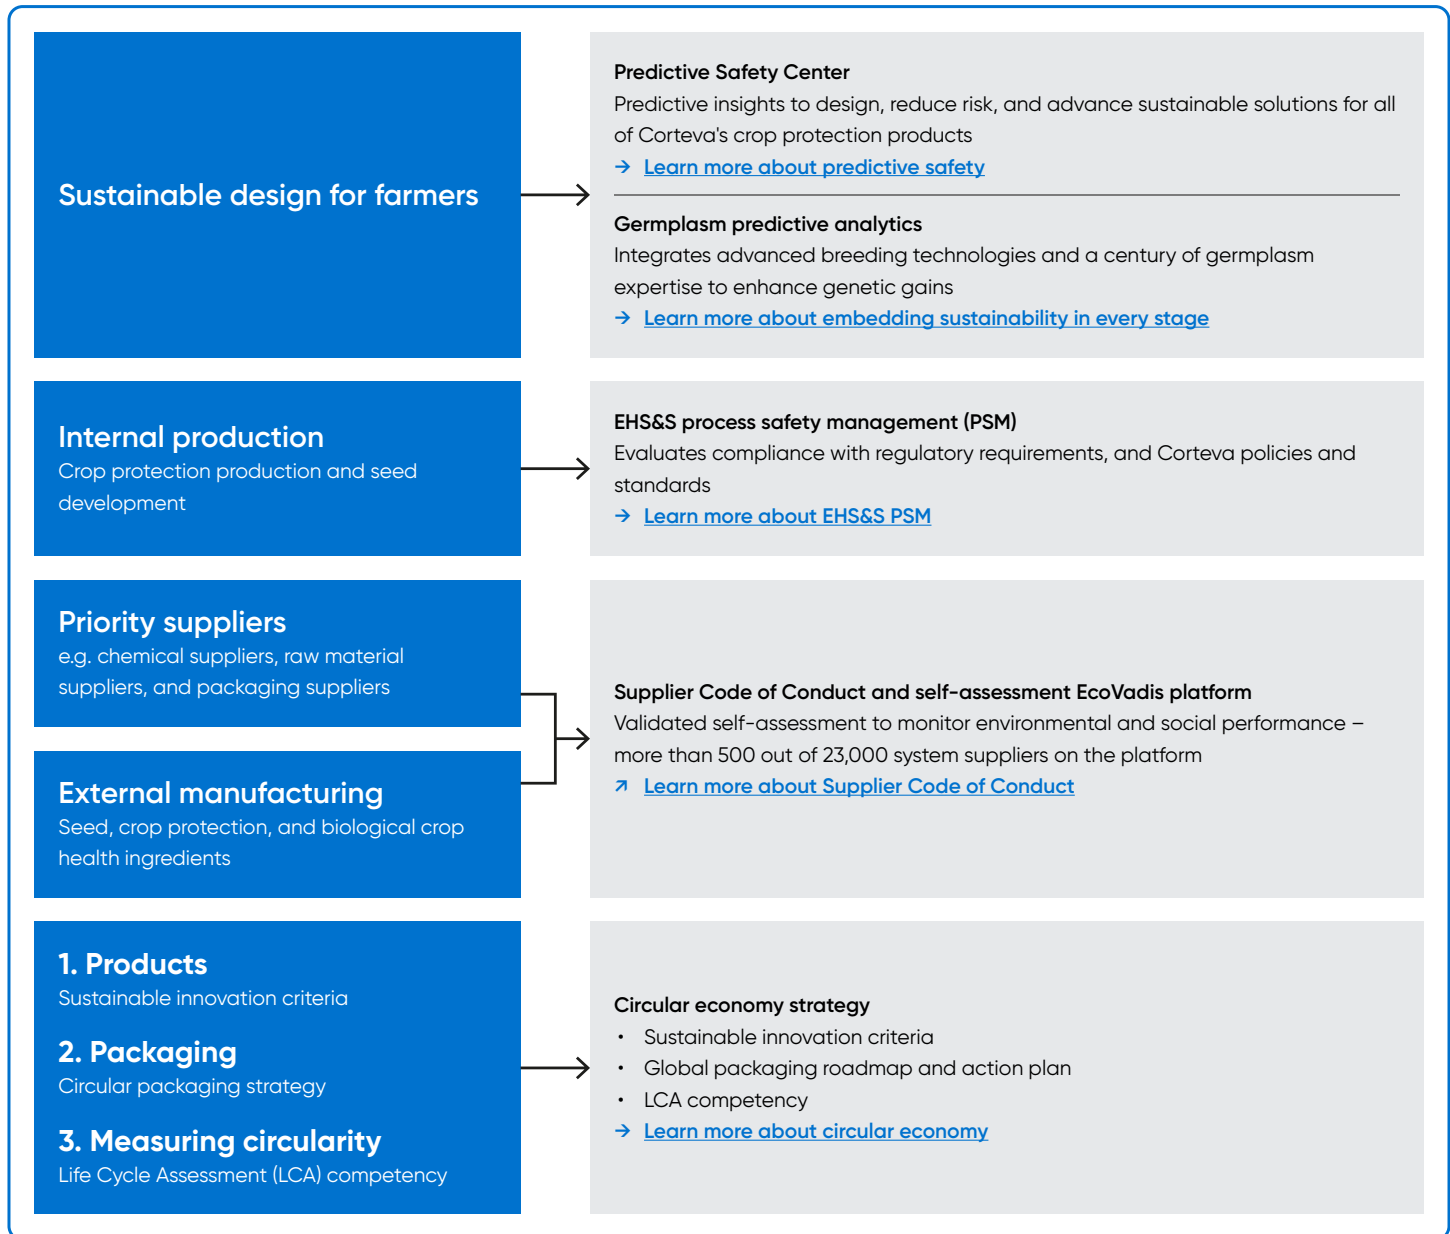 Sustainable design for farmers
Predictive Safety Center
Predictive insights to design, reduce risk, and advance sustainable solutions for all
of Corteva's crop protection products
→ Learn more about predictive safety
Germplasm predictive analytics
Integrates advanced breeding technologies and a century of germplasm
expertise to enhance genetic gains
→ Learn more about embedding sustainability in every stage
Internal production
Crop protection production and seed
development
EHS&S process safety management (PSM)
Evaluates compliance with regulatory requirements, and Corteva policies and
standards
→ Learn more about EHS&S PSM
Priority suppliers
e.g. chemical suppliers, raw material
suppliers, and packaging suppliers
External manufacturing
Seed, crop protection, and biological crop
health ingredients
Supplier Code of Conduct and self-assessment EcoVadis platform
Validated self-assessment to monitor environmental and social performance –
more than 500 out of 23,000 system suppliers on the platform
↗ Learn more about Supplier Code of Conduct
1. Products
Sustainable innovation criteria
2. Packaging
Circular packaging strategy
3. Measuring circularity
Life Cycle Assessment (LCA) competency
Circular economy strategy
• Sustainable innovation criteria
• Global packaging roadmap and action plan
• LCA competency
→ Learn more about circular economy